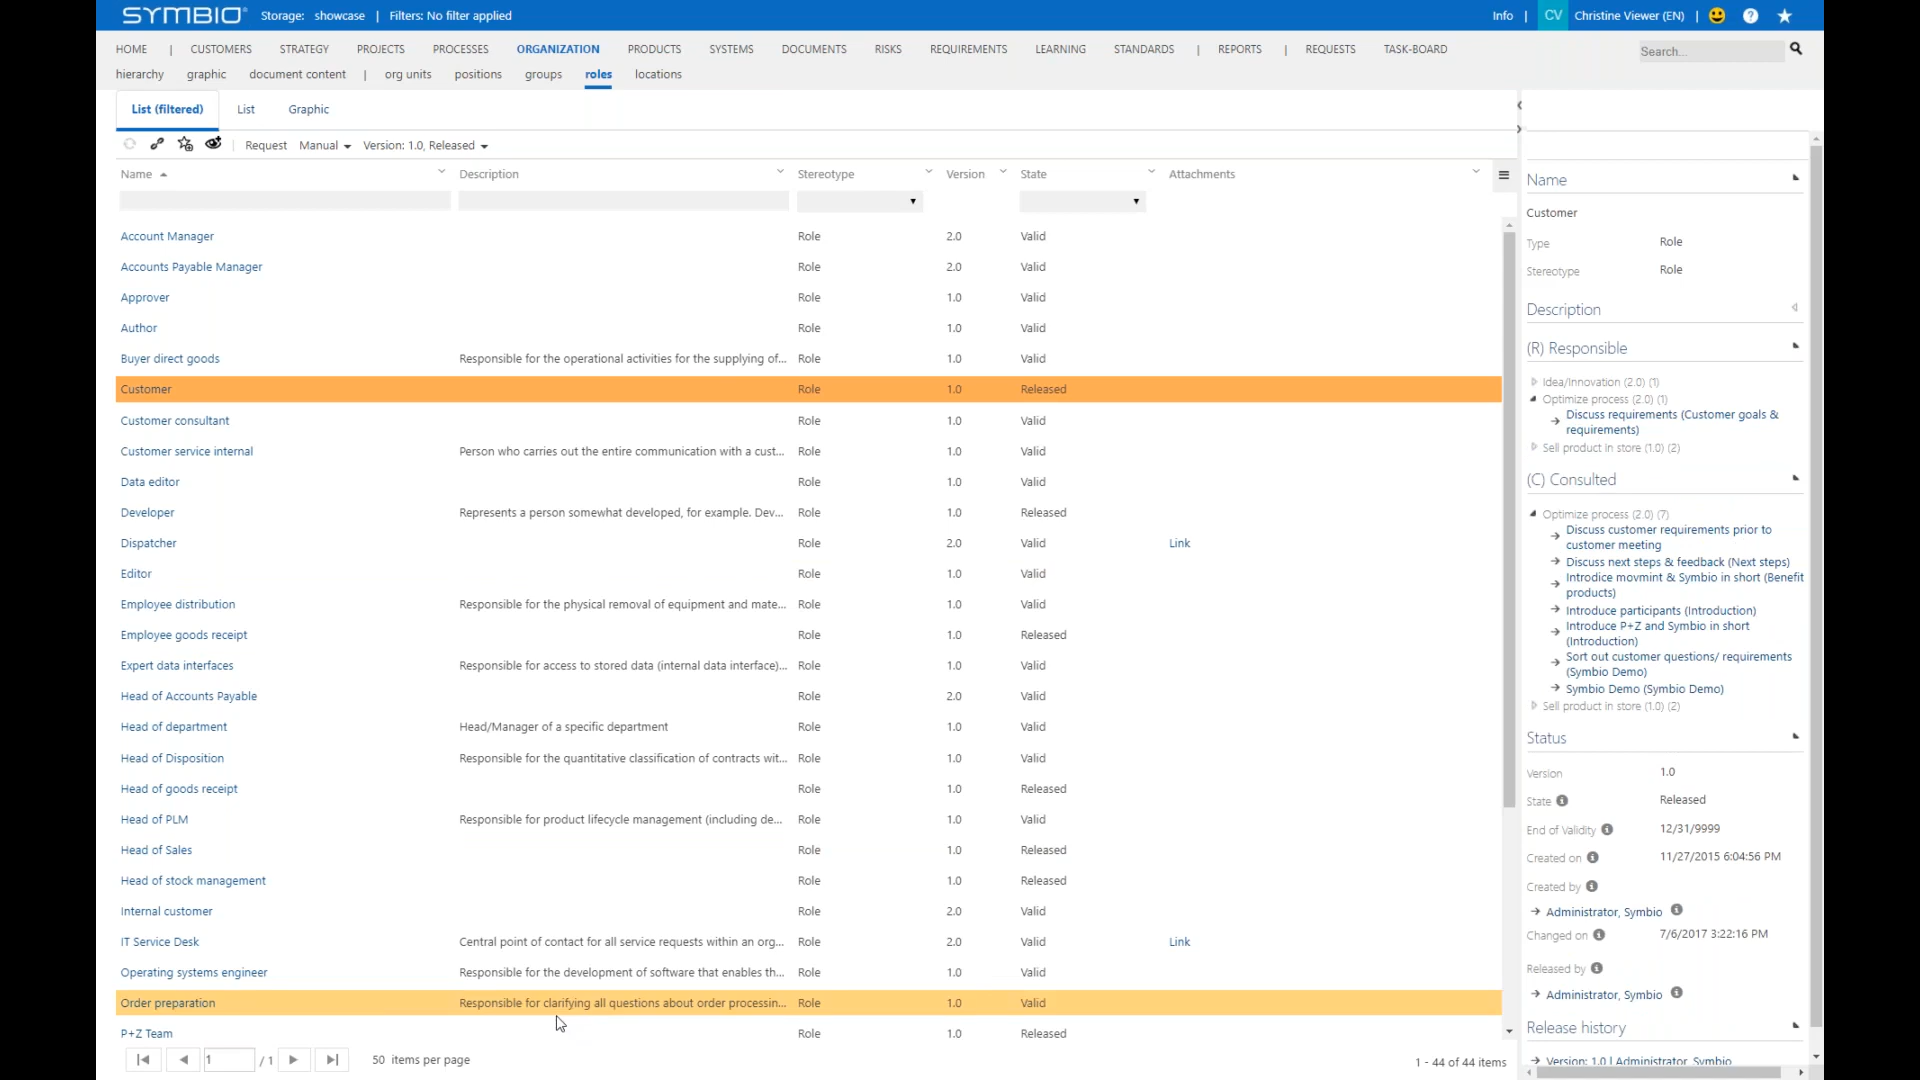 SYMBIO Storage: showcase | Filters: No filter applied Info | CV Christine Viewer (EN) |
HOME | CUSTOMERS STRATEGY PROJECTS PROCESSES ORGANIZATION PRODUCTS SYSTEMS DOCUMENTS RISKS REQUIREMENTS LEARNING STANDARDS | REPORTS | REQUESTS TASK-BOARD Search...
hierarchy graphic document content | org units positions groups roles locations
List (filtered) List Graphic
Request Manual Version: 1.0, Released
Name Description Stereotype Version State Attachments
Account Manager Role 2.0 Valid
Accounts Payable Manager Role 2.0 Valid
Approver Role 1.0 Valid
Author Role 1.0 Valid
Buyer direct goods Responsible for the operational activities for the supplying of... Role 1.0 Valid
Customer Role 1.0 Released
Customer consultant Role 1.0 Valid
Customer service internal Person who carries out the entire communication with a cust... Role 1.0 Valid
Data editor Role 1.0 Valid
Developer Represents a person somewhat developed, for example. Dev... Role 1.0 Released
Dispatcher Role 2.0 Valid Link
Editor Role 1.0 Valid
Employee distribution Responsible for the physical removal of equipment and mate... Role 1.0 Valid
Employee goods receipt Role 1.0 Released
Expert data interfaces Responsible for access to stored data (internal data interface)... Role 1.0 Valid
Head of Accounts Payable Role 2.0 Valid
Head of department Head/Manager of a specific department Role 1.0 Valid
Head of Disposition Responsible for the quantitative classification of contracts wit... Role 1.0 Valid
Head of goods receipt Role 1.0 Released
Head of PLM Responsible for product lifecycle management (including de... Role 1.0 Valid
Head of Sales Role 1.0 Released
Head of stock management Role 1.0 Released
Internal customer Role 2.0 Valid
IT Service Desk Central point of contact for all service requests within an org... Role 2.0 Valid Link
Operating systems engineer Responsible for the development of software that enables th... Role 1.0 Valid
Order preparation Responsible for clarifying all questions about order processin... Role 1.0 Valid
P+Z Team Role 1.0 Released
1 / 1 50 items per page 1 - 44 of 44 items
Name
Customer
Type Role
Stereotype Role
Description
(R) Responsible
Idea/Innovation (2.0) (1)
Optimize process (2.0) (1)
Discuss requirements (Customer goals &
requirements)
Sell product in store (1.0) (2)
(C) Consulted
Optimize process (2.0) (7)
Discuss customer requirements prior to
customer meeting
Discuss next steps & feedback (Next steps)
Introdice movmint & Symbio in short (Benefit
products)
Introduce participants (Introduction)
Introduce P+Z and Symbio in short
(Introduction)
Sort out customer questions/ requirements
(Symbio Demo)
Symbio Demo (Symbio Demo)
Sell product in store (1.0) (2)
Status
Version 1.0
State Released
End of Validity 12/31/9999
Created on 11/27/2015 6:04:56 PM
Created by
Administrator, Symbio
Changed on 7/6/2017 3:22:16 PM
Released by
Administrator, Symbio
Release history
Version: 1.0 | Administrator, Symbio